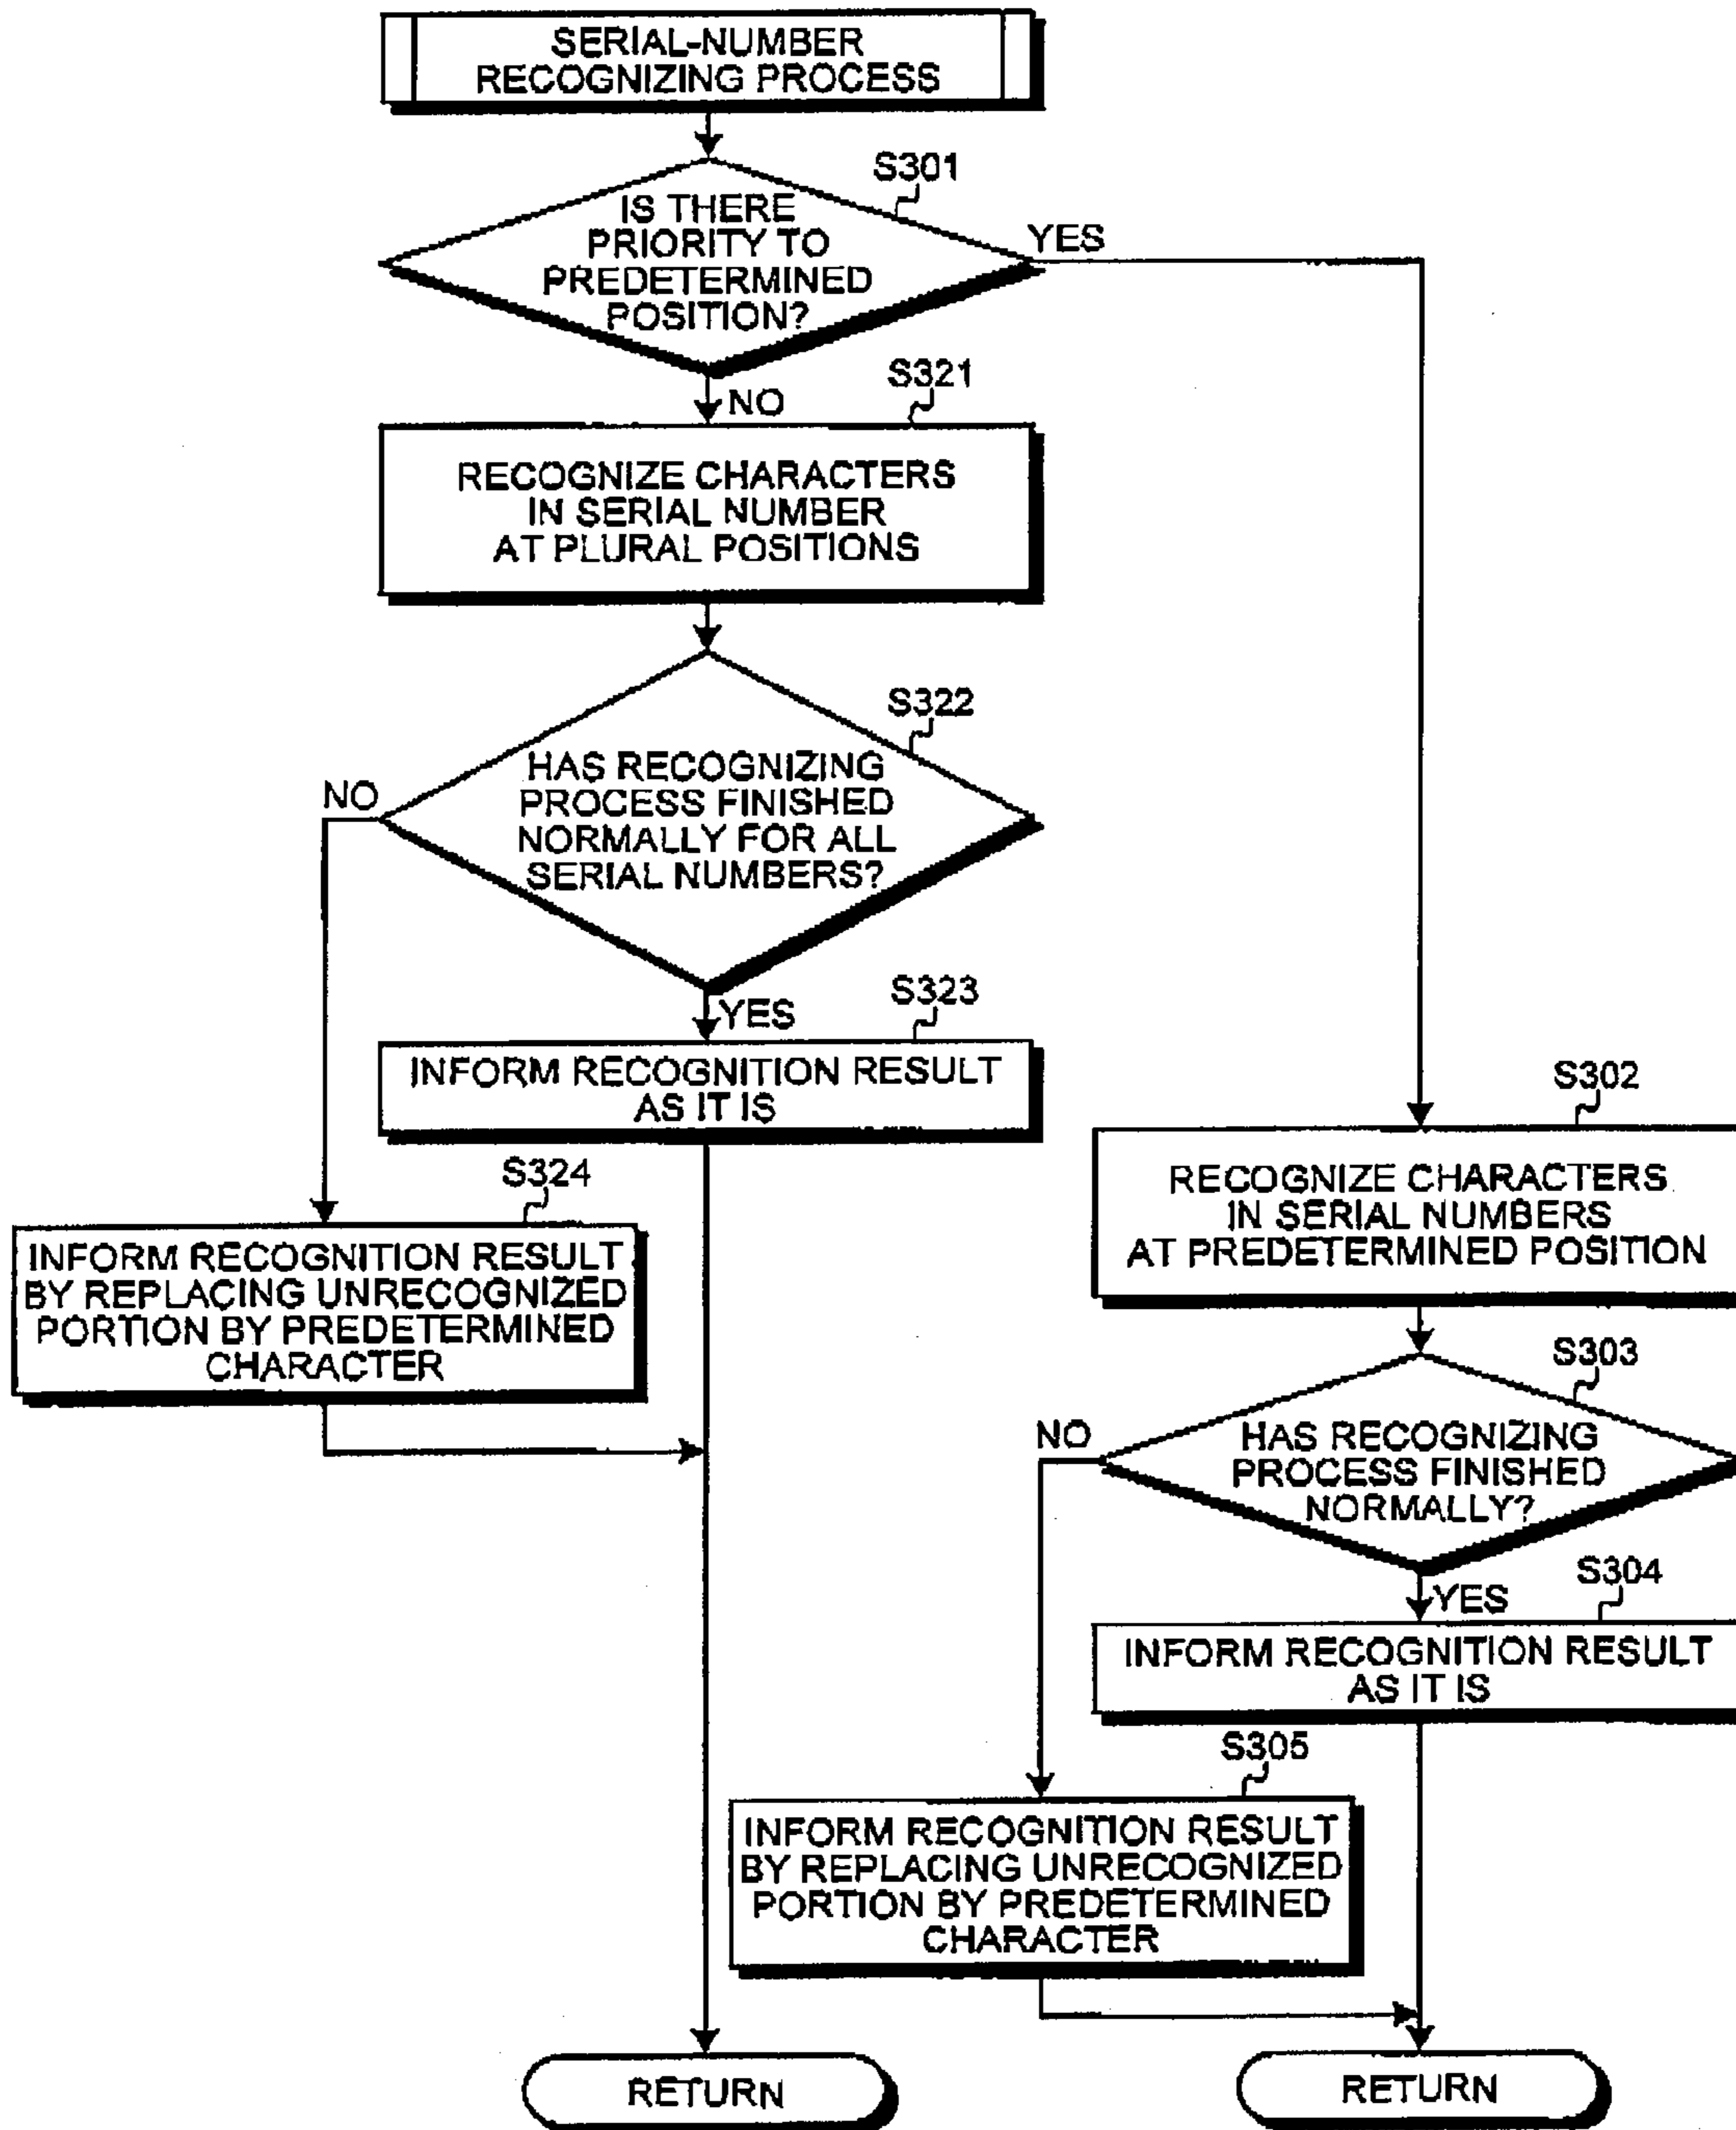 SERIAL-NUMBER
RECOGNIZING PROCESS
S301
IS THERE
PRIORITY TO
PREDETERMINED
POSITION?
YES
NO
S321
RECOGNIZE CHARACTERS
IN SERIAL NUMBER
AT PLURAL POSITIONS
S322
HAS RECOGNIZING
PROCESS FINISHED
NORMALLY FOR ALL
SERIAL NUMBERS?
NO
YES
S323
INFORM RECOGNITION RESULT
AS IT IS
S324
INFORM RECOGNITION RESULT
BY REPLACING UNRECOGNIZED
PORTION BY PREDETERMINED
CHARACTER
RETURN
S302
RECOGNIZE CHARACTERS
IN SERIAL NUMBERS
AT PREDETERMINED POSITION
S303
HAS RECOGNIZING
PROCESS FINISHED
NORMALLY?
NO
YES
S304
INFORM RECOGNITION RESULT
AS IT IS
S305
INFORM RECOGNITION RESULT
BY REPLACING UNRECOGNIZED
PORTION BY PREDETERMINED
CHARACTER
RETURN